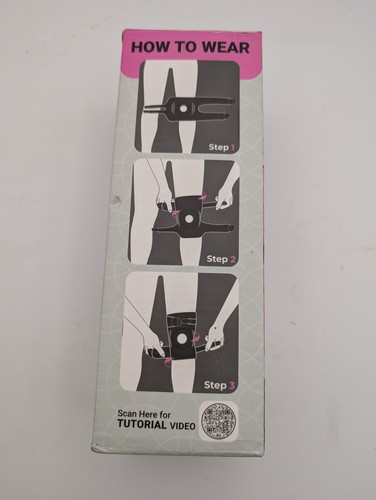 HOW TO WEAR
Step 1
Step 2
Step 3
Scan Here for
TUTORIAL VIDEO